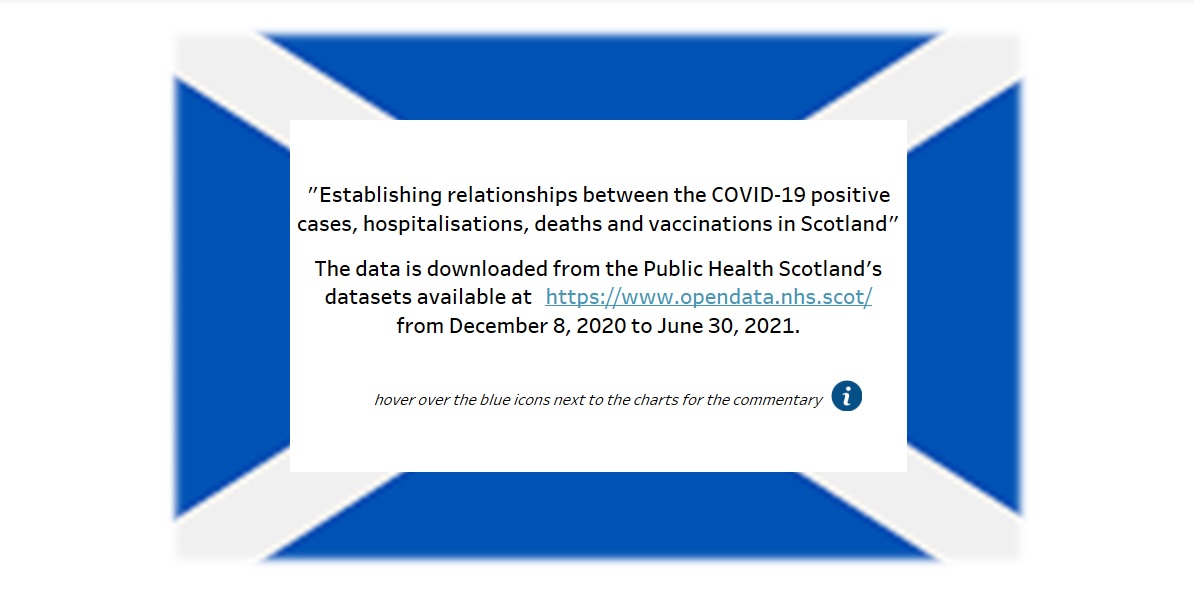 "Establishing relationships between the COVID-19 positive
cases, hospitalisations, deaths and vaccinations in Scotland"
The data is downloaded from the Public Health Scotland's
datasets available at https://www.opendata.nhs.scot/
from December 8, 2020 to June 30, 2021.
hover over the blue icons next to the charts for the commentary i